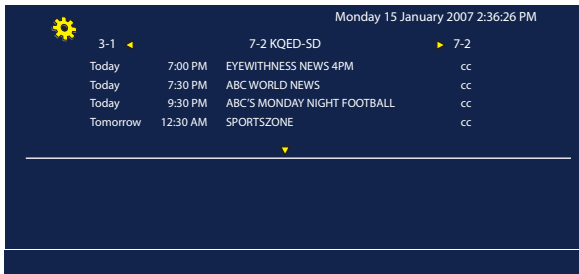 Monday 15 January 2007 2:36:26 PM
3-1 ◄ 7-2 KQED-SD ► 7-2
Today 7:00 PM EYEWITHNESS NEWS 4PM cc
Today 7:30 PM ABC WORLD NEWS cc
Today 9:30 PM ABC'S MONDAY NIGHT FOOTBALL cc
Tomorrow 12:30 AM SPORTSZONE cc